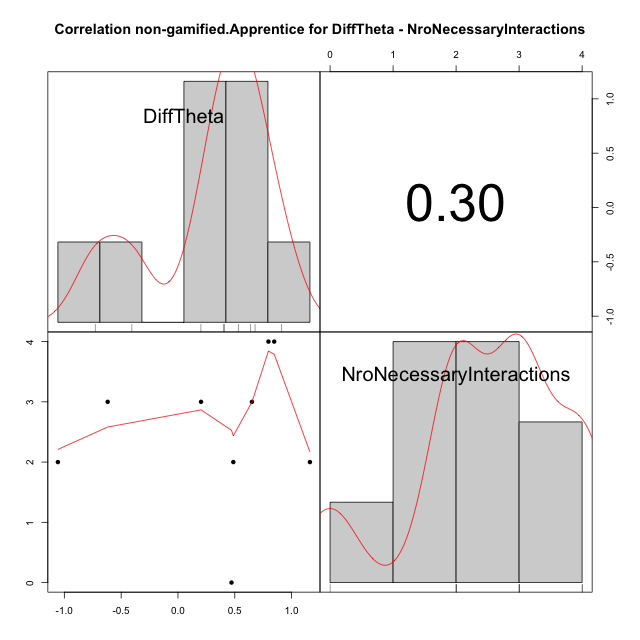 Correlation non-gamified.Apprentice for DiffTheta - NroNecessaryInteractions
0 1 2 3 4
DiffTheta
0.30
1.0
0.5
0.0
-0.5
-1.0
4
3
2
1
0
NroNecessaryInteractions
-1.0 -0.5 0.0 0.5 1.0